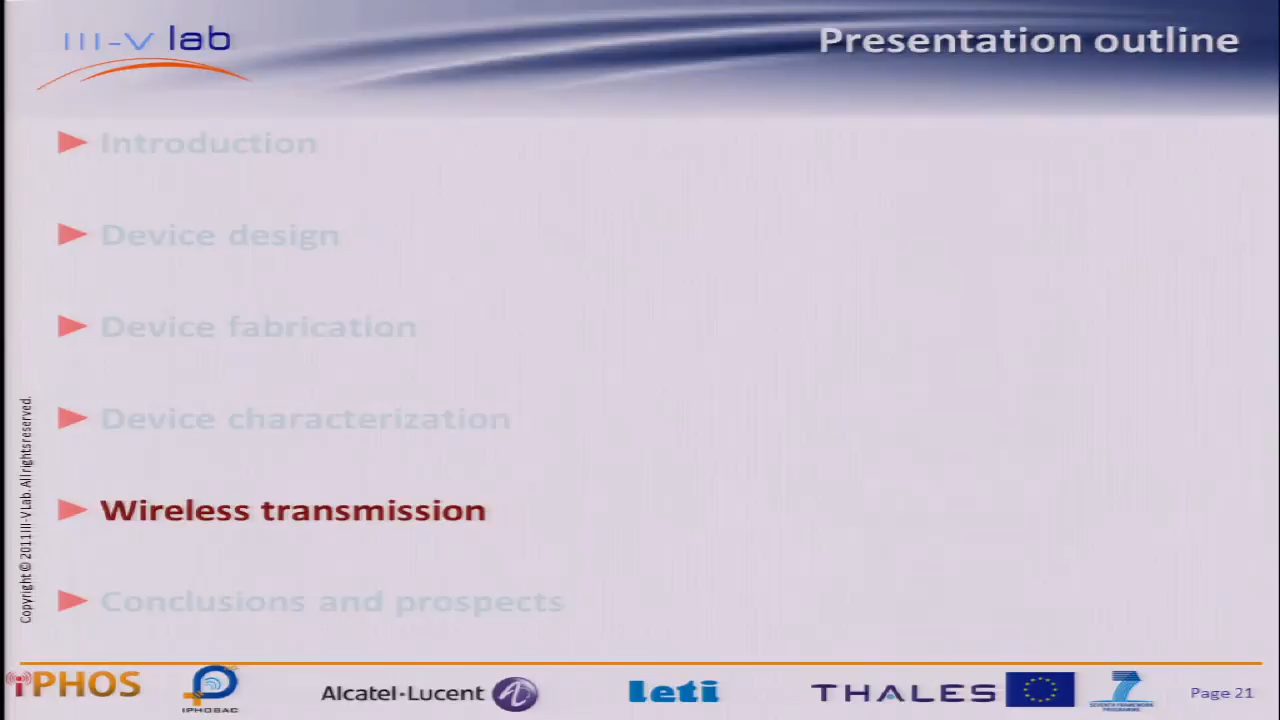 III-V lab
Presentation outline
Introduction
Device design
Device fabrication
Device characterization
Wireless transmission
Conclusions and prospects
Copyright © 2011 III-V Lab. All rights reserved.
iPHOS
IPHOBAC
Alcatel·Lucent
leti
THALES
SEVENTH FRAMEWORK
PROGRAMME
Page 21